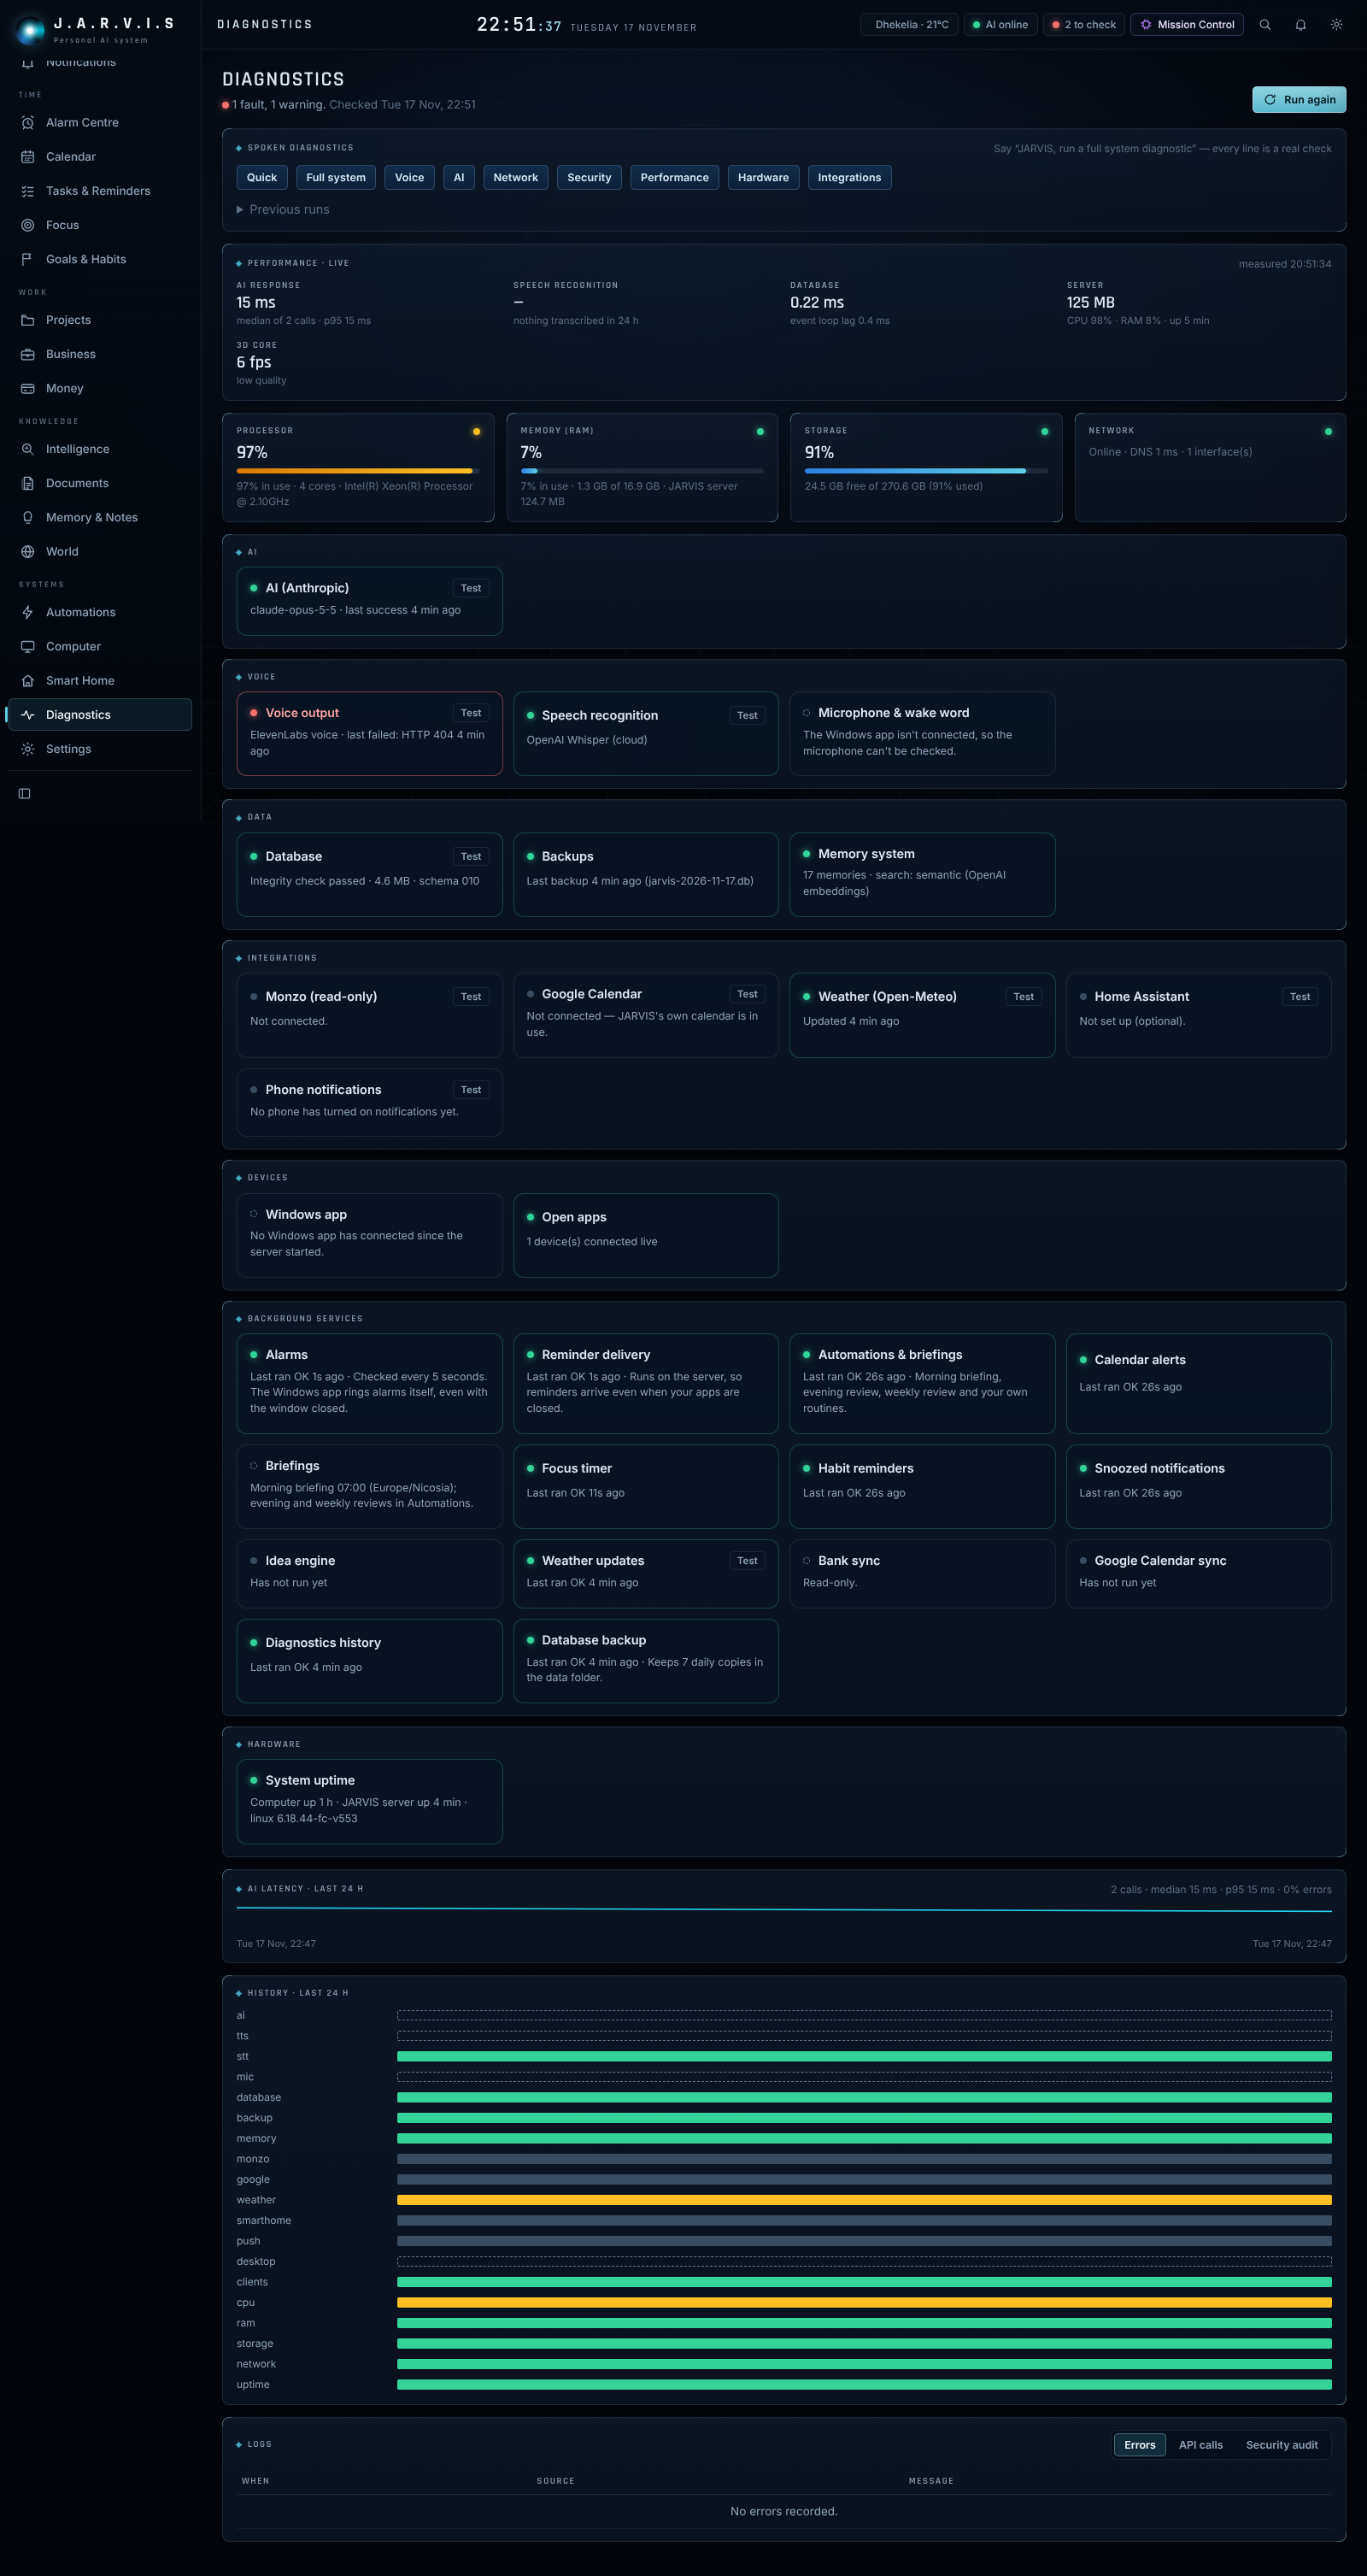 J.A.R.V.I.S
Personal AI system
Notifications
TIME
Alarm Centre
Calendar
Tasks & Reminders
Focus
Goals & Habits
WORK
Projects
Business
Money
KNOWLEDGE
Intelligence
Documents
Memory & Notes
World
SYSTEMS
Automations
Computer
Smart Home
Diagnostics
Settings
DIAGNOSTICS
22:51:37 TUESDAY 17 NOVEMBER
Dhekelia · 21°C
AI online
2 to check
Mission Control
DIAGNOSTICS
1 fault, 1 warning. Checked Tue 17 Nov, 22:51
Run again
SPOKEN DIAGNOSTICS
Say “JARVIS, run a full system diagnostic” — every line is a real check
Quick
Full system
Voice
AI
Network
Security
Performance
Hardware
Integrations
Previous runs
PERFORMANCE · LIVE
measured 20:51:34
AI RESPONSE
15 ms
median of 2 calls · p95 15 ms
SPEECH RECOGNITION
—
nothing transcribed in 24 h
DATABASE
0.22 ms
event loop lag 0.4 ms
SERVER
125 MB
CPU 98% · RAM 8% · up 5 min
3D CORE
6 fps
low quality
PROCESSOR
97%
97% in use · 4 cores · Intel(R) Xeon(R) Processor
@ 2.10GHz
MEMORY (RAM)
7%
7% in use · 1.3 GB of 16.9 GB · JARVIS server
124.7 MB
STORAGE
91%
24.5 GB free of 270.6 GB (91% used)
NETWORK
Online · DNS 1 ms · 1 interface(s)
AI
AI (Anthropic)
Test
claude-opus-5-5 · last success 4 min ago
VOICE
Voice output
Test
ElevenLabs voice · last failed: HTTP 404 4 min
ago
Speech recognition
Test
OpenAI Whisper (cloud)
Microphone & wake word
The Windows app isn't connected, so the
microphone can't be checked.
DATA
Database
Test
Integrity check passed · 4.6 MB · schema 010
Backups
Last backup 4 min ago (jarvis-2026-11-17.db)
Memory system
17 memories · search: semantic (OpenAI
embeddings)
INTEGRATIONS
Monzo (read-only)
Test
Not connected.
Google Calendar
Test
Not connected — JARVIS's own calendar is in
use.
Weather (Open-Meteo)
Test
Updated 4 min ago
Home Assistant
Test
Not set up (optional).
Phone notifications
Test
No phone has turned on notifications yet.
DEVICES
Windows app
No Windows app has connected since the
server started.
Open apps
1 device(s) connected live
BACKGROUND SERVICES
Alarms
Last ran OK 1s ago · Checked every 5 seconds.
The Windows app rings alarms itself, even with
the window closed.
Reminder delivery
Last ran OK 1s ago · Runs on the server, so
reminders arrive even when your apps are
closed.
Automations & briefings
Last ran OK 26s ago · Morning briefing,
evening review, weekly review and your own
routines.
Calendar alerts
Last ran OK 26s ago
Briefings
Morning briefing 07:00 (Europe/Nicosia);
evening and weekly reviews in Automations.
Focus timer
Last ran OK 11s ago
Habit reminders
Last ran OK 26s ago
Snoozed notifications
Last ran OK 26s ago
Idea engine
Has not run yet
Weather updates
Test
Last ran OK 4 min ago
Bank sync
Read-only.
Google Calendar sync
Has not run yet
Diagnostics history
Last ran OK 4 min ago
Database backup
Last ran OK 4 min ago · Keeps 7 daily copies in
the data folder.
HARDWARE
System uptime
Computer up 1 h · JARVIS server up 4 min ·
linux 6.18.44-fc-v553
AI LATENCY · LAST 24 H
2 calls · median 15 ms · p95 15 ms · 0% errors
Tue 17 Nov, 22:47
Tue 17 Nov, 22:47
HISTORY · LAST 24 H
ai
tts
stt
mic
database
backup
memory
monzo
google
weather
smarthome
push
desktop
clients
cpu
ram
storage
network
uptime
LOGS
Errors
API calls
Security audit
WHEN
SOURCE
MESSAGE
No errors recorded.